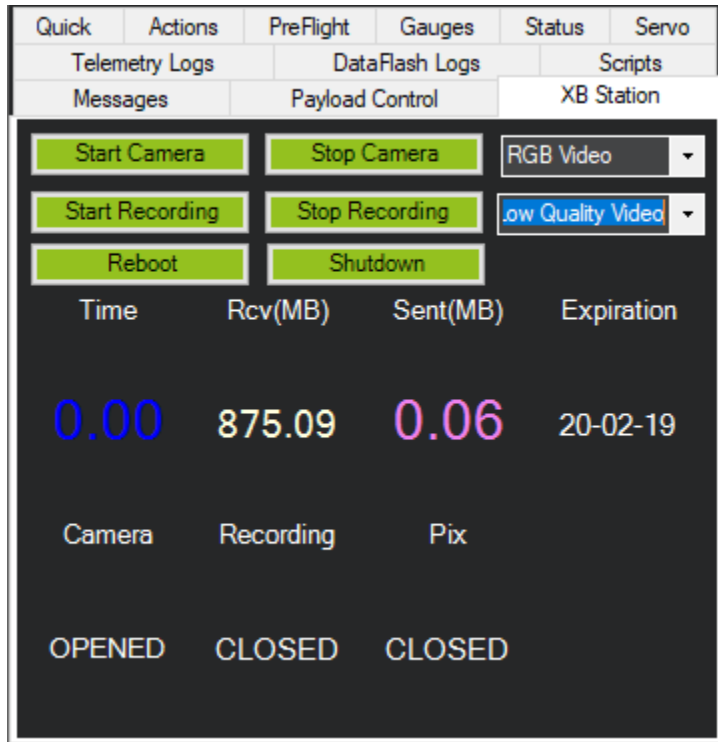 Quick Actions PreFlight Gauges Status Servo
Telemetry Logs DataFlash Logs Scripts
Messages Payload Control XB Station
Start Camera Stop Camera RGB Video
Start Recording Stop Recording Low Quality Video
Reboot Shutdown
Time Rcv(MB) Sent(MB) Expiration
0.00 875.09 0.06 20-02-19
Camera Recording Pix
OPENED CLOSED CLOSED